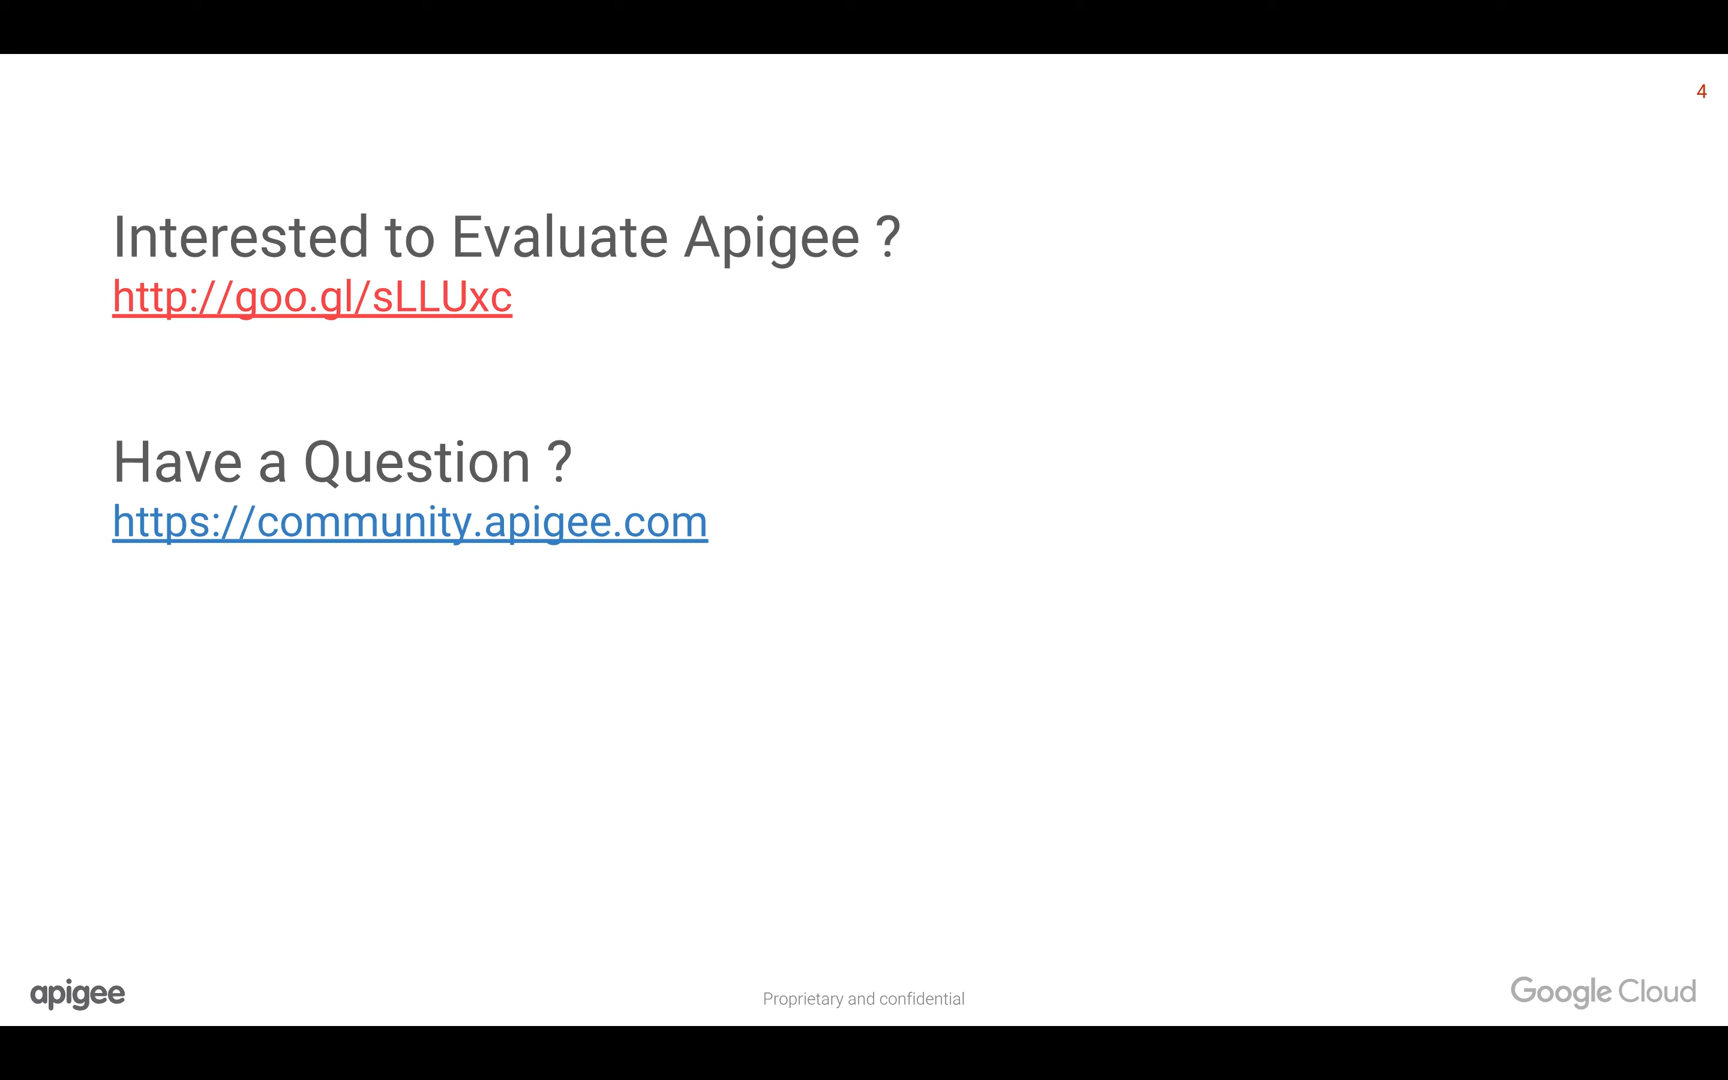 4
Interested to Evaluate Apigee ?
http://goo.gl/sLLUxc
Have a Question ?
https://community.apigee.com
apigee
Proprietary and confidential
Google Cloud